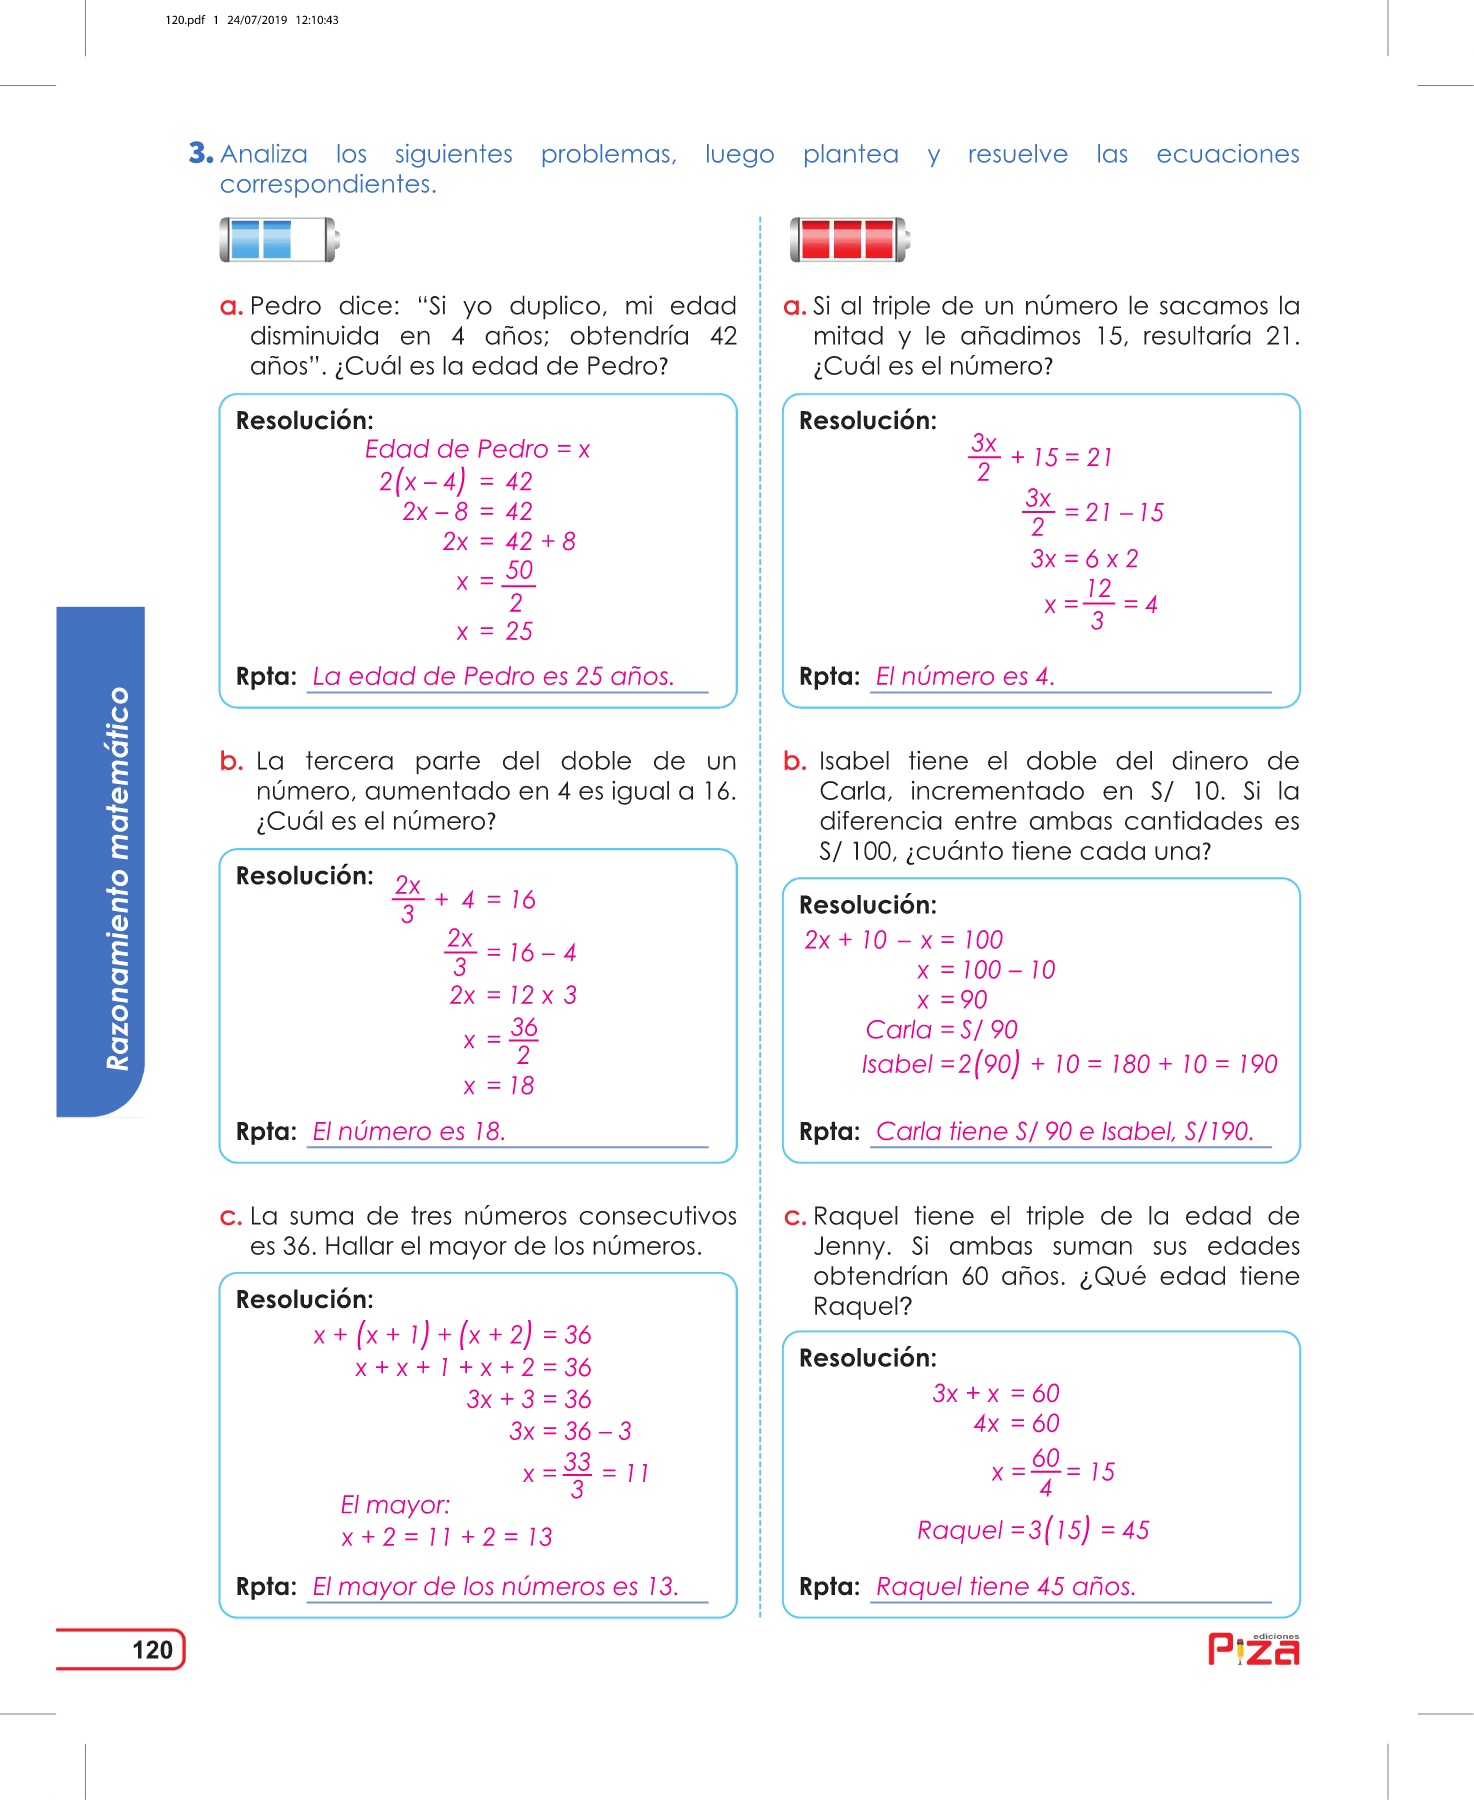 120.pdf 1 24/07/2019 12:10:43
3. Analiza los siguientes problemas, luego plantea y resuelve las ecuaciones
correspondientes.
a. Pedro dice: “Si yo duplico, mi edad
disminuida en 4 años; obtendría 42
años”. ¿Cuál es la edad de Pedro?
Resolución:
Edad de Pedro = x
2(x – 4) = 42
2x – 8 = 42
2x = 42 + 8
x = 50/2
x = 25
Rpta: La edad de Pedro es 25 años.
b. La tercera parte del doble de un
número, aumentado en 4 es igual a 16.
¿Cuál es el número?
Resolución:
2x/3 + 4 = 16
2x/3 = 16 – 4
2x = 12 x 3
x = 36/2
x = 18
Rpta: El número es 18.
c. La suma de tres números consecutivos
es 36. Hallar el mayor de los números.
Resolución:
x + (x + 1) + (x + 2) = 36
x + x + 1 + x + 2 = 36
3x + 3 = 36
3x = 36 – 3
x = 33/3 = 11
El mayor:
x + 2 = 11 + 2 = 13
Rpta: El mayor de los números es 13.
a. Si al triple de un número le sacamos la
mitad y le añadimos 15, resultaría 21.
¿Cuál es el número?
Resolución:
3x/2 + 15 = 21
3x/2 = 21 – 15
3x = 6 x 2
x = 12/3 = 4
Rpta: El número es 4.
b. Isabel tiene el doble del dinero de
Carla, incrementado en S/ 10. Si la
diferencia entre ambas cantidades es
S/ 100, ¿cuánto tiene cada una?
Resolución:
2x + 10 – x = 100
x = 100 – 10
x = 90
Carla = S/ 90
Isabel = 2(90) + 10 = 180 + 10 = 190
Rpta: Carla tiene S/ 90 e Isabel, S/190.
c. Raquel tiene el triple de la edad de
Jenny. Si ambas suman sus edades
obtendrían 60 años. ¿Qué edad tiene
Raquel?
Resolución:
3x + x = 60
4x = 60
x = 60/4 = 15
Raquel = 3(15) = 45
Rpta: Raquel tiene 45 años.
Razonamiento matemático
120
ediciones
Piza